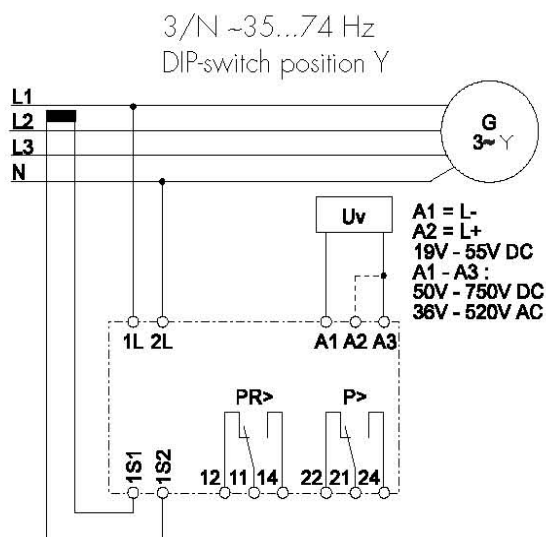 3/N ~35...74 Hz
DIP-switch position Y
L1
L2
L3
N
G
3~ Y
Uv
A1 = L-
A2 = L+
19V - 55V DC
A1 - A3 :
50V - 750V DC
36V - 520V AC
1L 2L A1 A2 A3
PR> P>
1S1 1S2 12 11 14 22 21 24